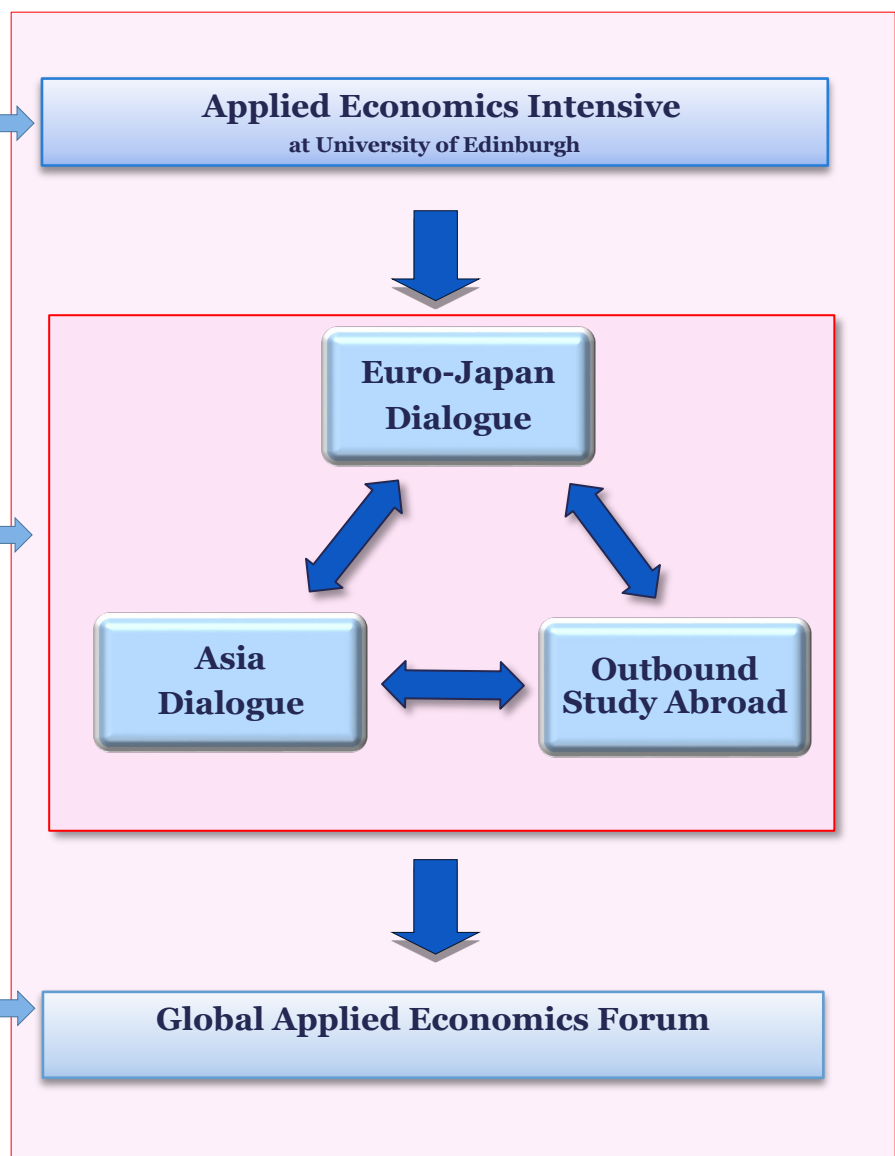 Applied Economics Intensive
at University of Edinburgh
Euro-Japan
Dialogue
Asia
Dialogue
Outbound
Study Abroad
Global Applied Economics Forum